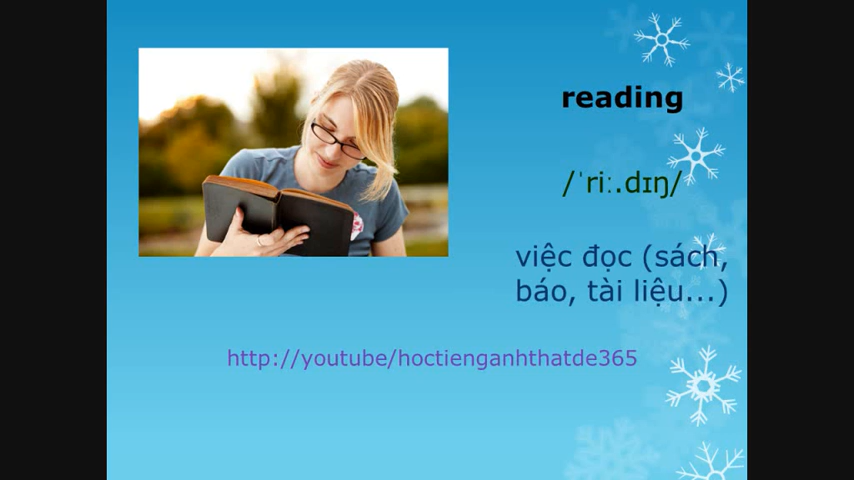 reading
/ˈriː.dɪŋ/
việc đọc (sách,
báo, tài liệu...)
http://youtube/hoctienganhthatde365